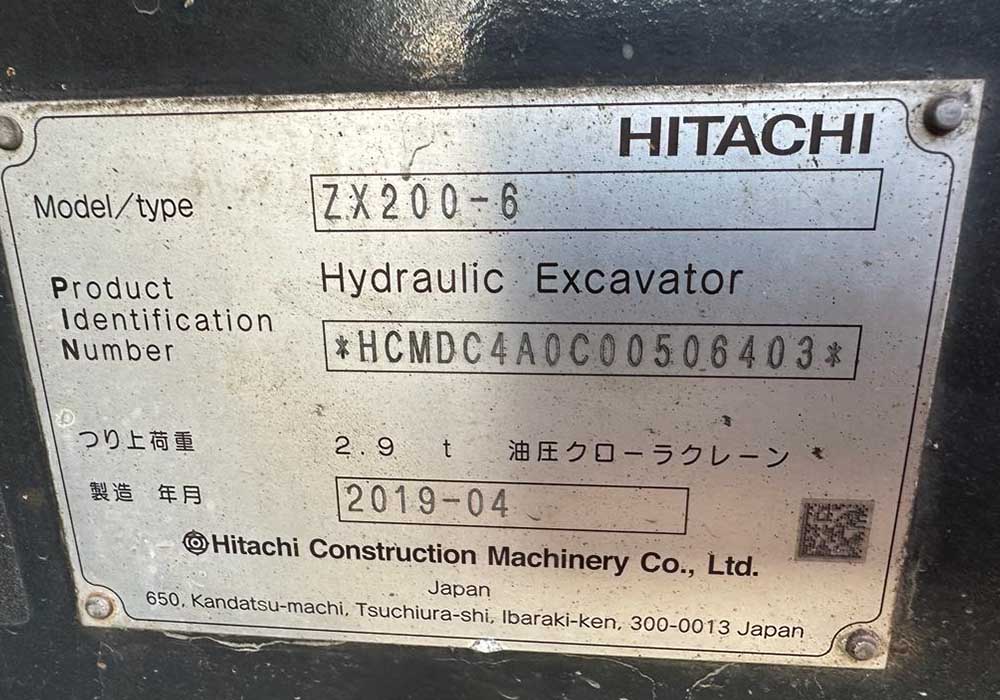 HITACHI
Model/type ZX200-6
Hydraulic Excavator
Product
Identification
Number
*HCMDC4A0C00506403*
つり上荷重 2.9 t 油圧クローラクレーン
製造 年月 2019-04
Hitachi Construction Machinery Co., Ltd.
Japan
650, Kandatsu-machi, Tsuchiura-shi, Ibaraki-ken, 300-0013 Japan